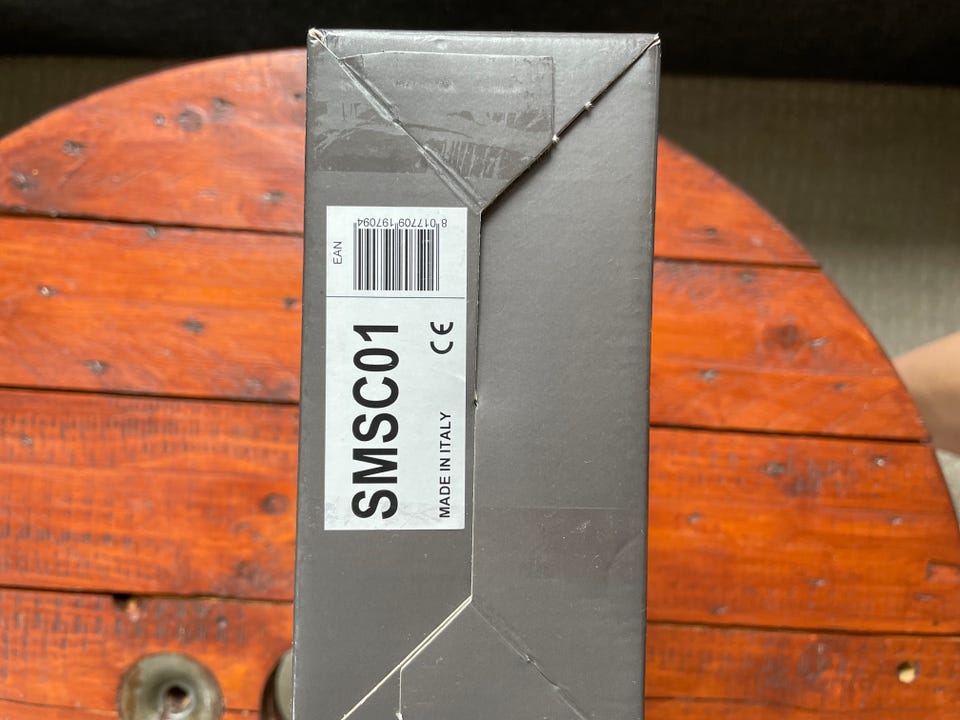 EAN
8 017709 197094
SMSC01
CE
MADE IN ITALY